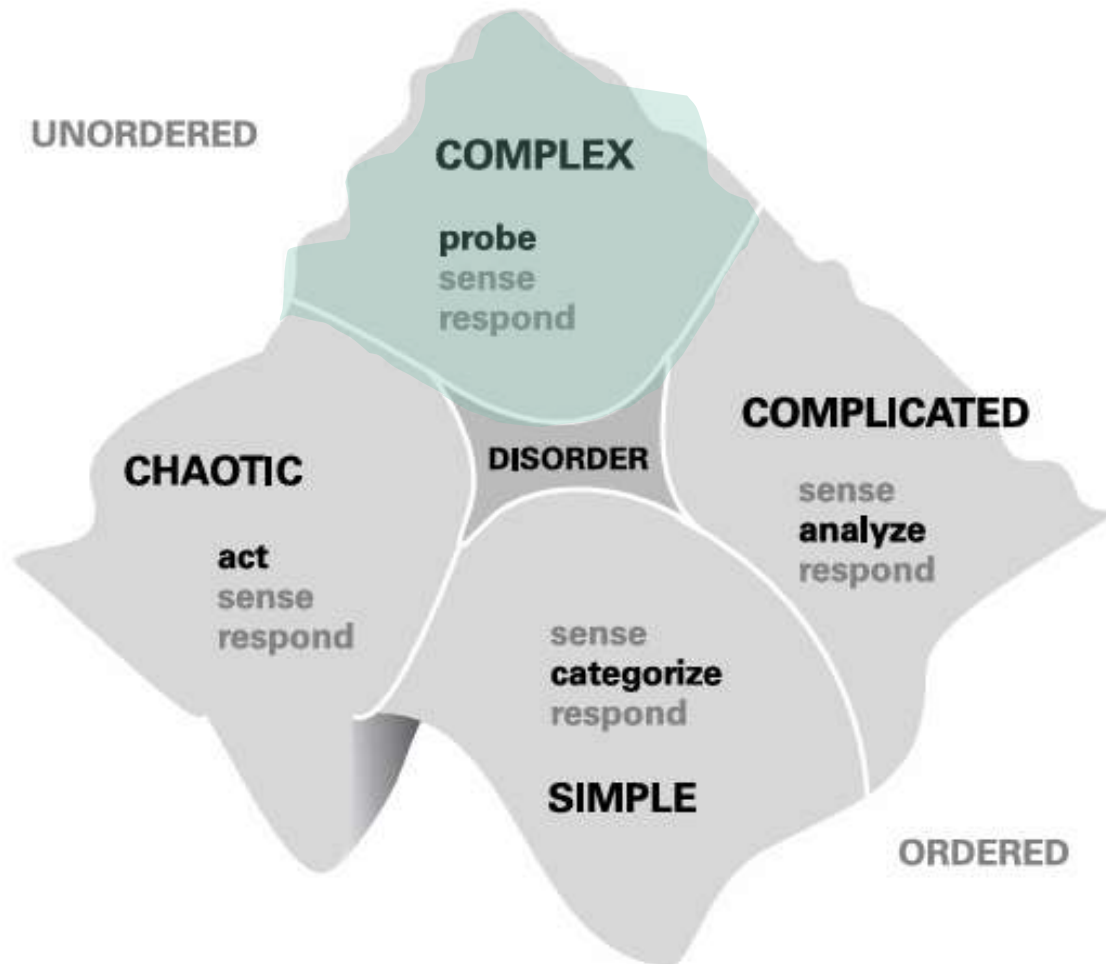 UNORDERED
COMPLEX
probe
sense
respond
COMPLICATED
sense
analyze
respond
DISORDER
CHAOTIC
act
sense
respond
sense
categorize
respond
SIMPLE
ORDERED